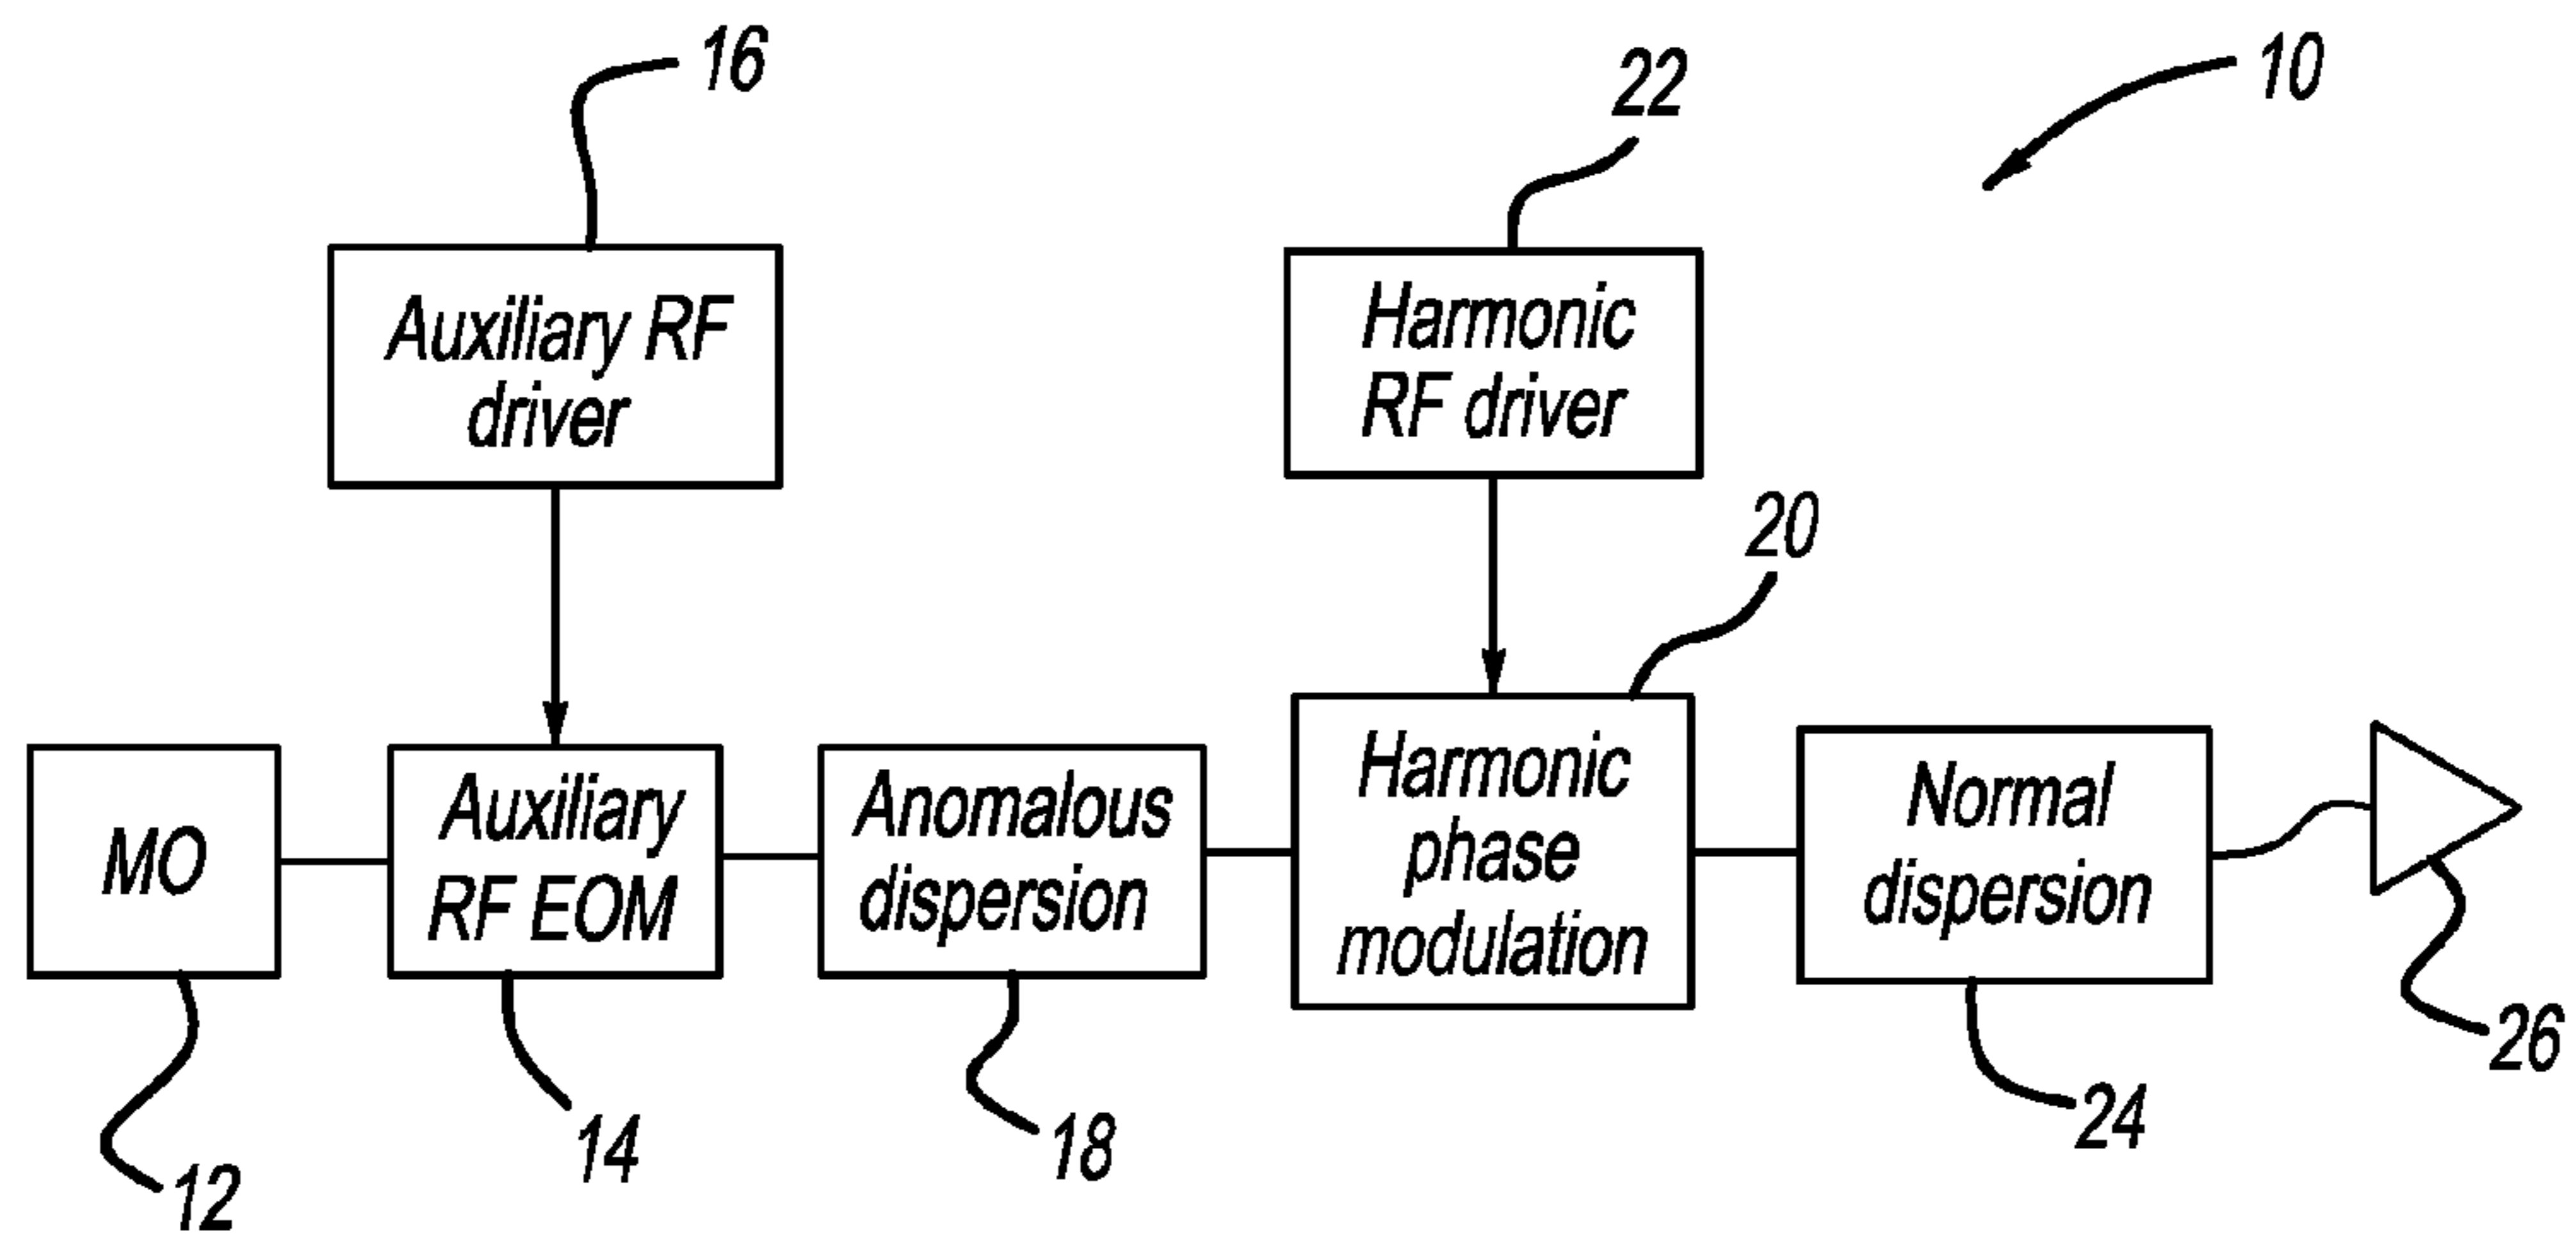 16
22
10
Auxiliary RF
driver
Harmonic
RF driver
20
MO
Auxiliary
RF EOM
Anomalous
dispersion
Harmonic
phase
modulation
Normal
dispersion
12
14
18
24
26